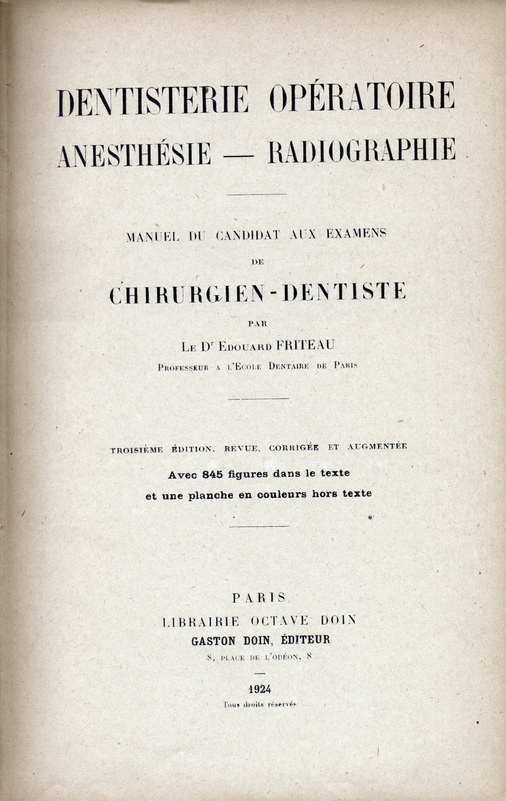 DENTISTERIE OPÉRATOIRE
ANESTHÉSIE — RADIOGRAPHIE
MANUEL DU CANDIDAT AUX EXAMENS
DE
CHIRURGIEN-DENTISTE
PAR
LE Dr EDOUARD FRITEAU
PROFESSEUR A L'ECOLE DENTAIRE DE PARIS
TROISIÈME ÉDITION, REVUE, CORRIGÉE ET AUGMENTÉE
Avec 845 figures dans le texte
et une planche en couleurs hors texte
PARIS
LIBRAIRIE OCTAVE DOIN
GASTON DOIN, ÉDITEUR
8, PLACE DE L'ODÉON, 8
1924
Tous droits réservés